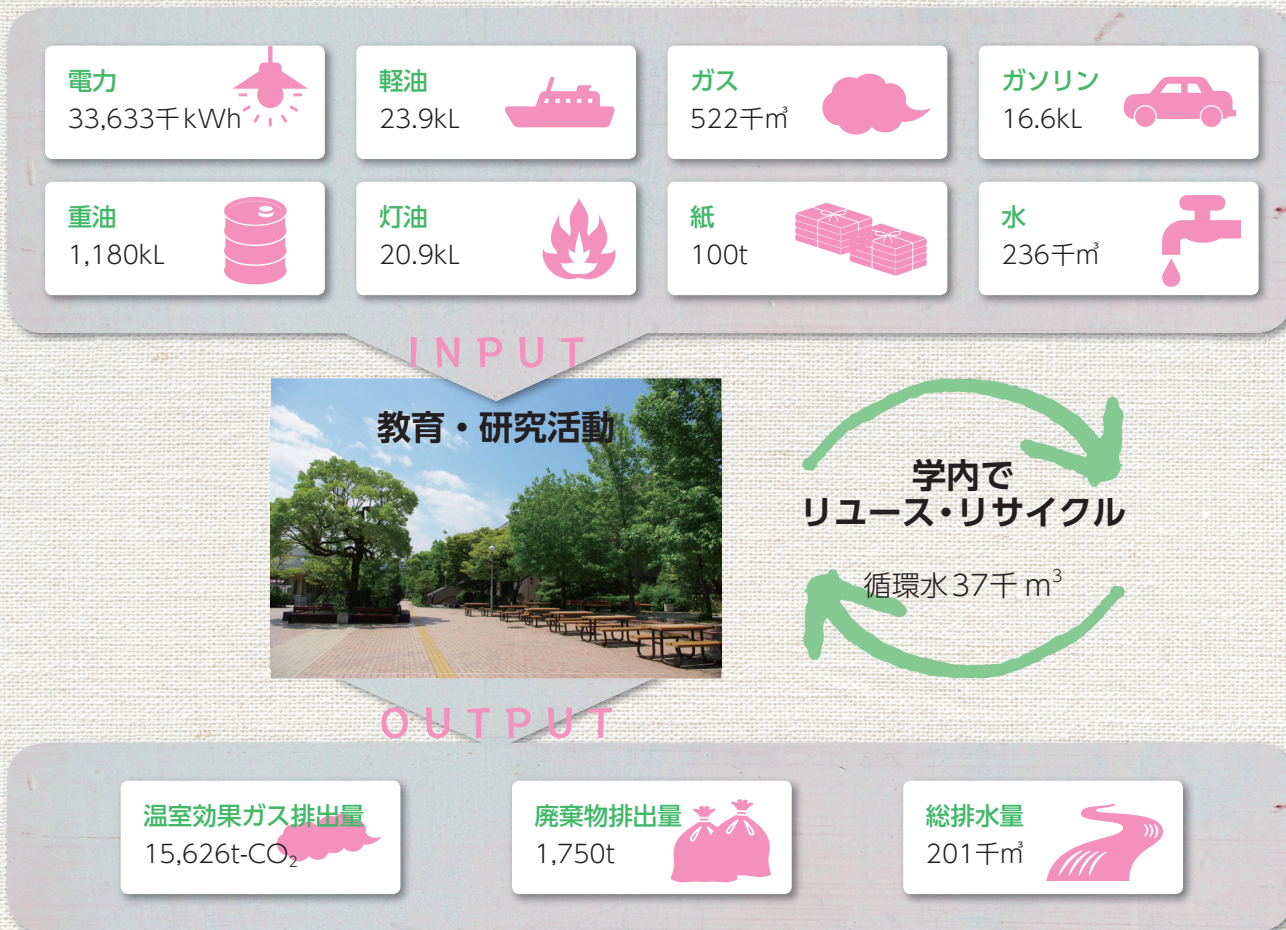 電力
33,633千kWh
軽油
23.9kL
ガス
522千㎥
ガソリン
16.6kL
重油
1,180kL
灯油
20.9kL
紙
100t
水
236千㎥
INPUT
教育・研究活動
学内で
リユース・リサイクル
循環水37千 m³
OUTPUT
温室効果ガス排出量
15,626t-CO₂
廃棄物排出量
1,750t
総排水量
201千㎥